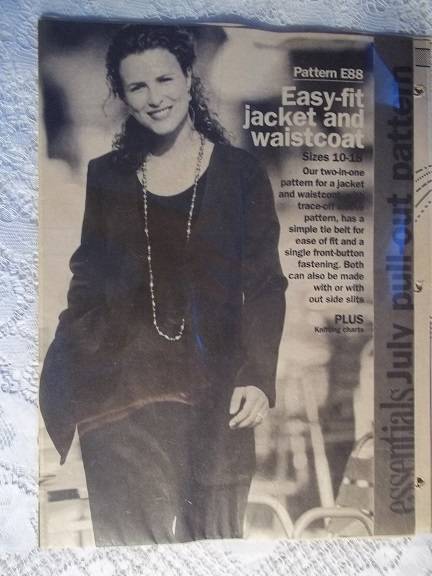 Pattern E88
Easy-fit
jacket and
waistcoat
Sizes 10-18
Our two-in-one
pattern for a jacket
and waistcoat
trace-off
pattern, has a
simple tie belt for
ease of fit and a
single front-button
fastening. Both
can also be made
with or with
out side slits
PLUS
Knitting charts
essentials July pull-out pattern